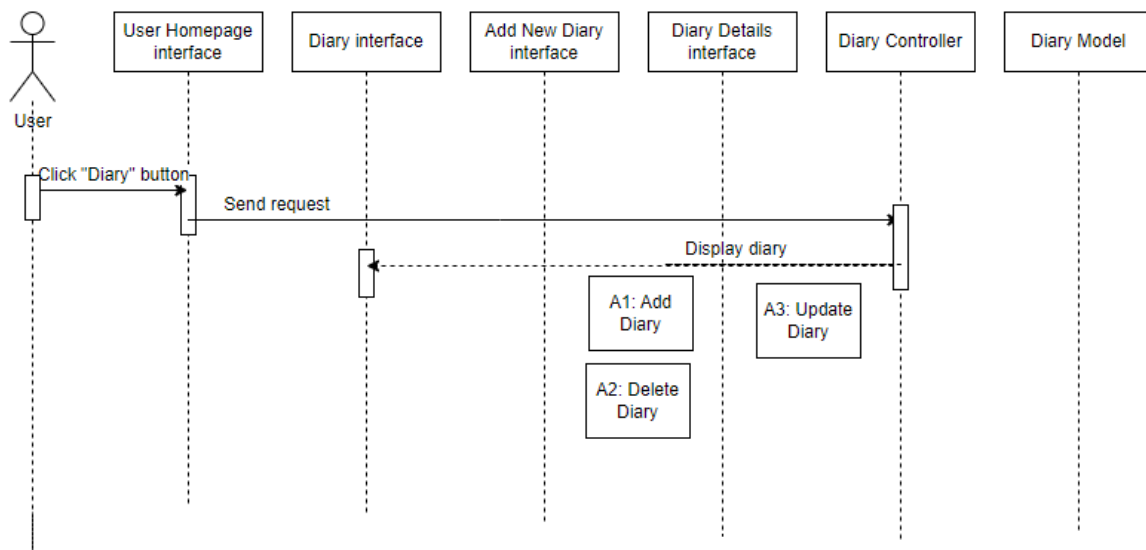 User Homepage
interface
Diary interface
Add New Diary
interface
Diary Details
interface
Diary Controller
Diary Model
User
Click "Diary" button
Send request
Display diary
A1: Add
Diary
A3: Update
Diary
A2: Delete
Diary